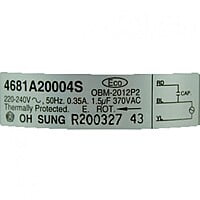 4681A20004S Eco
OBM-2012P2
220-240V~, 50Hz. 0.35A. 1.5µF 370VAC
Thermally Protected. E. ROT.
OH SUNG R200327 43
RD
CAP.
BL
YL